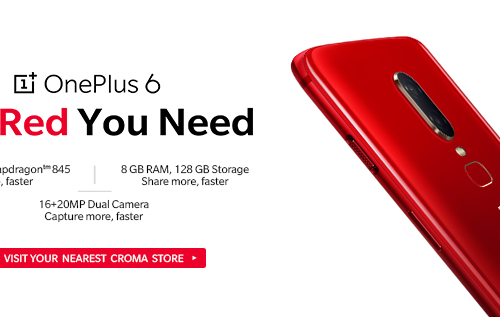 OnePlus 6
Red You Need
845
8 GB RAM, 128 GB Storage
faster
Share more, faster
16+20MP Dual Camera
Capture more, faster
VISIT YOUR NEAREST CROMA STORE